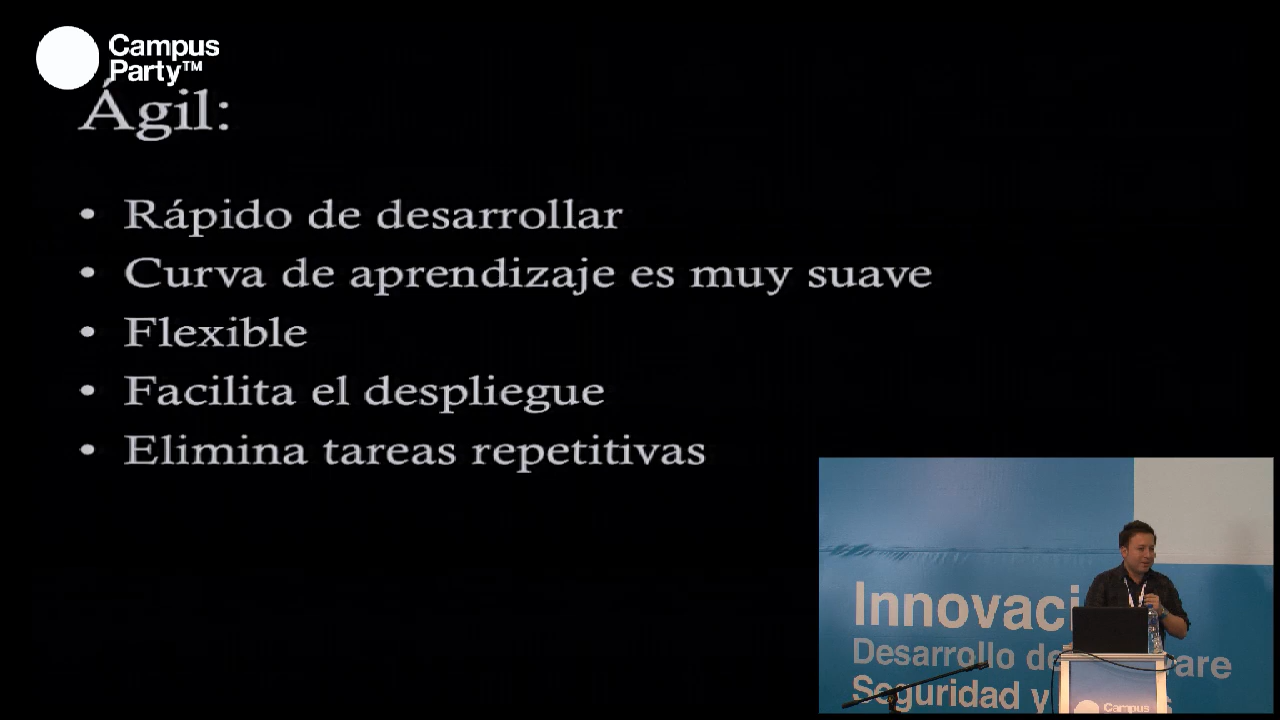 Campus
Party™
Ágil:
• Rápido de desarrollar
• Curva de aprendizaje es muy suave
• Flexible
• Facilita el despliegue
• Elimina tareas repetitivas
Innovaci
Desarrollo de are
Seguridad y s
Campus